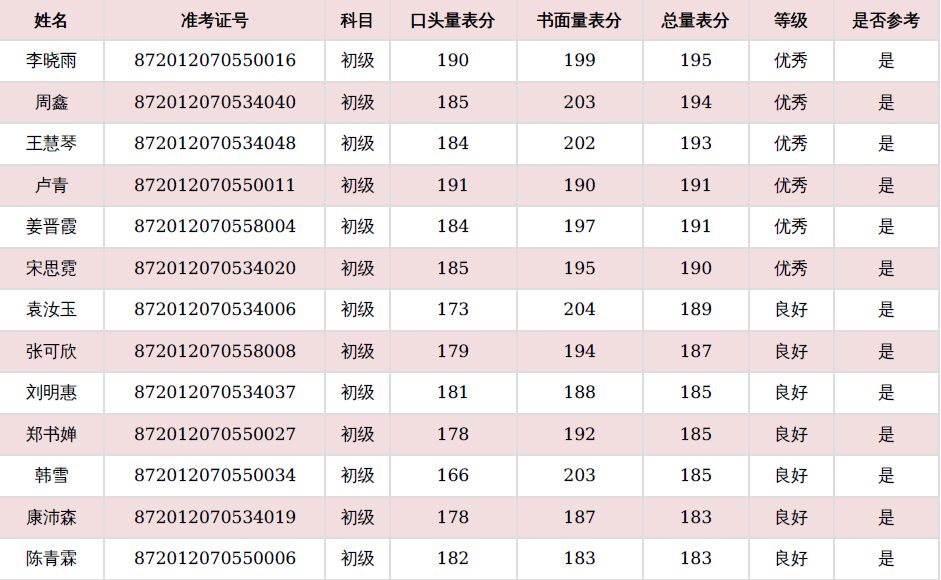 姓名 准考证号 科目 口头量表分 书面量表分 总量表分 等级 是否参考
李晓雨 872012070550016 初级 190 199 195 优秀 是
周鑫 872012070534040 初级 185 203 194 优秀 是
王慧琴 872012070534048 初级 184 202 193 优秀 是
卢青 872012070550011 初级 191 190 191 优秀 是
姜晋霞 872012070558004 初级 184 197 191 优秀 是
宋思霓 872012070534020 初级 185 195 190 优秀 是
袁汝玉 872012070534006 初级 173 204 189 良好 是
张可欣 872012070558008 初级 179 194 187 良好 是
刘明惠 872012070534037 初级 181 188 185 良好 是
郑书婵 872012070550027 初级 178 192 185 良好 是
韩雪 872012070550034 初级 166 203 185 良好 是
康沛森 872012070534019 初级 178 187 183 良好 是
陈青霖 872012070550006 初级 182 183 183 良好 是